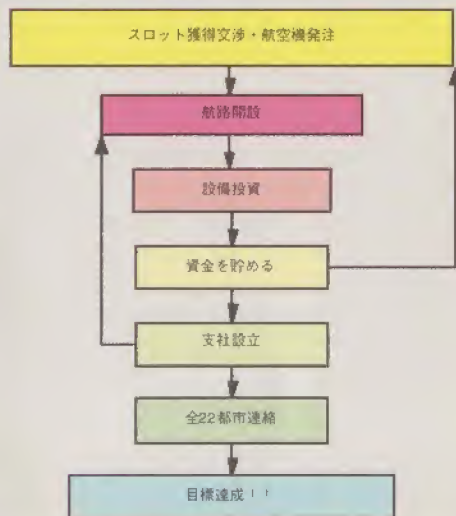 スロット獲得交渉・航空機発注
航路開設
設備投資
資金を貯める
支社設立
全22都市連絡
目標達成！！